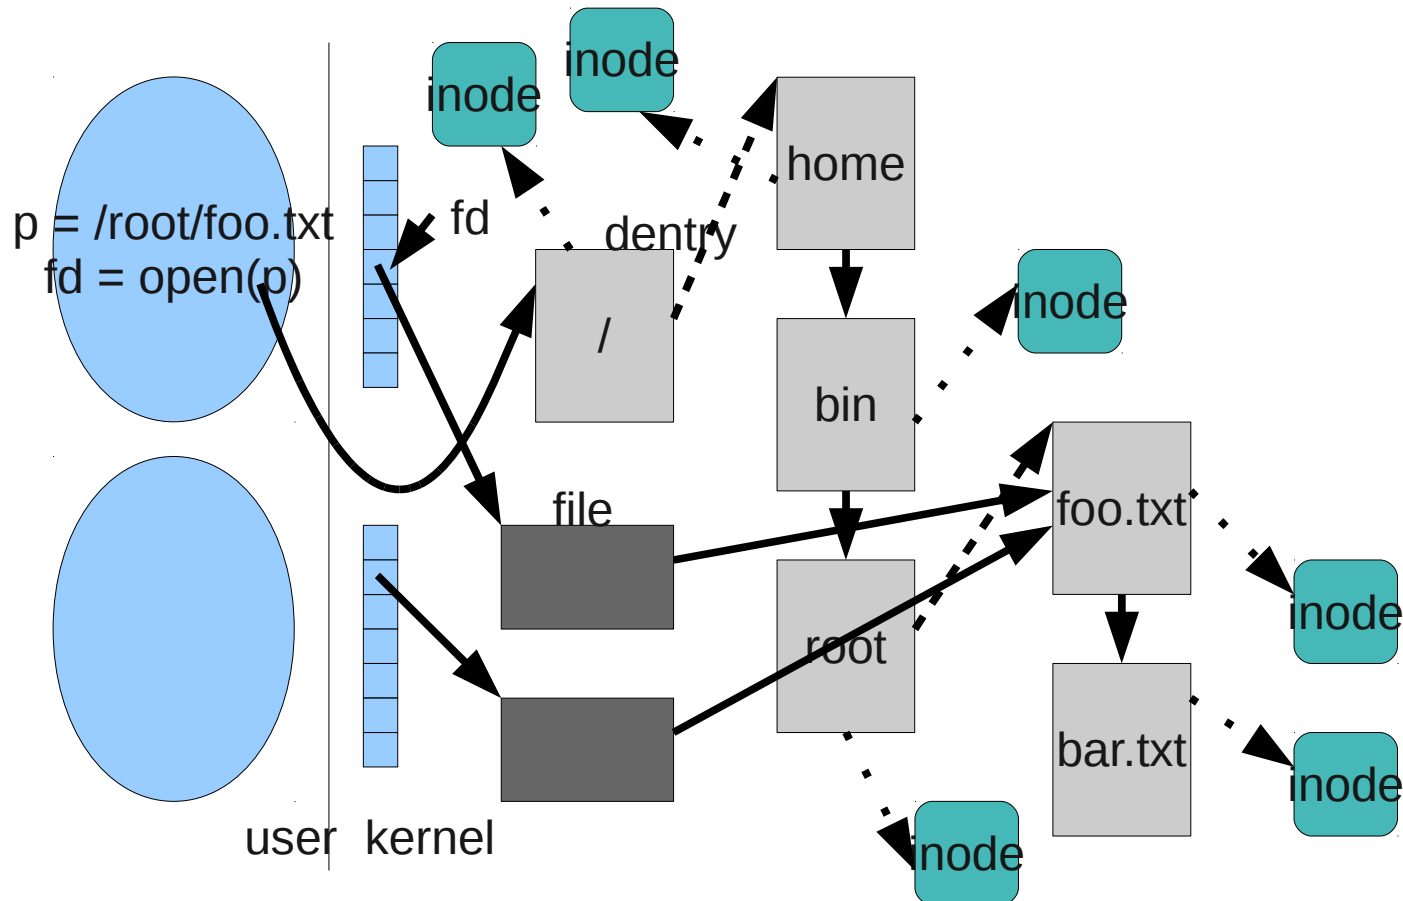 inode
inode
home
p = /root/foo.txt
fd = open(p)
fd
dentry
/
inode
bin
file
foo.txt
inode
root
bar.txt
inode
user
kernel
inode